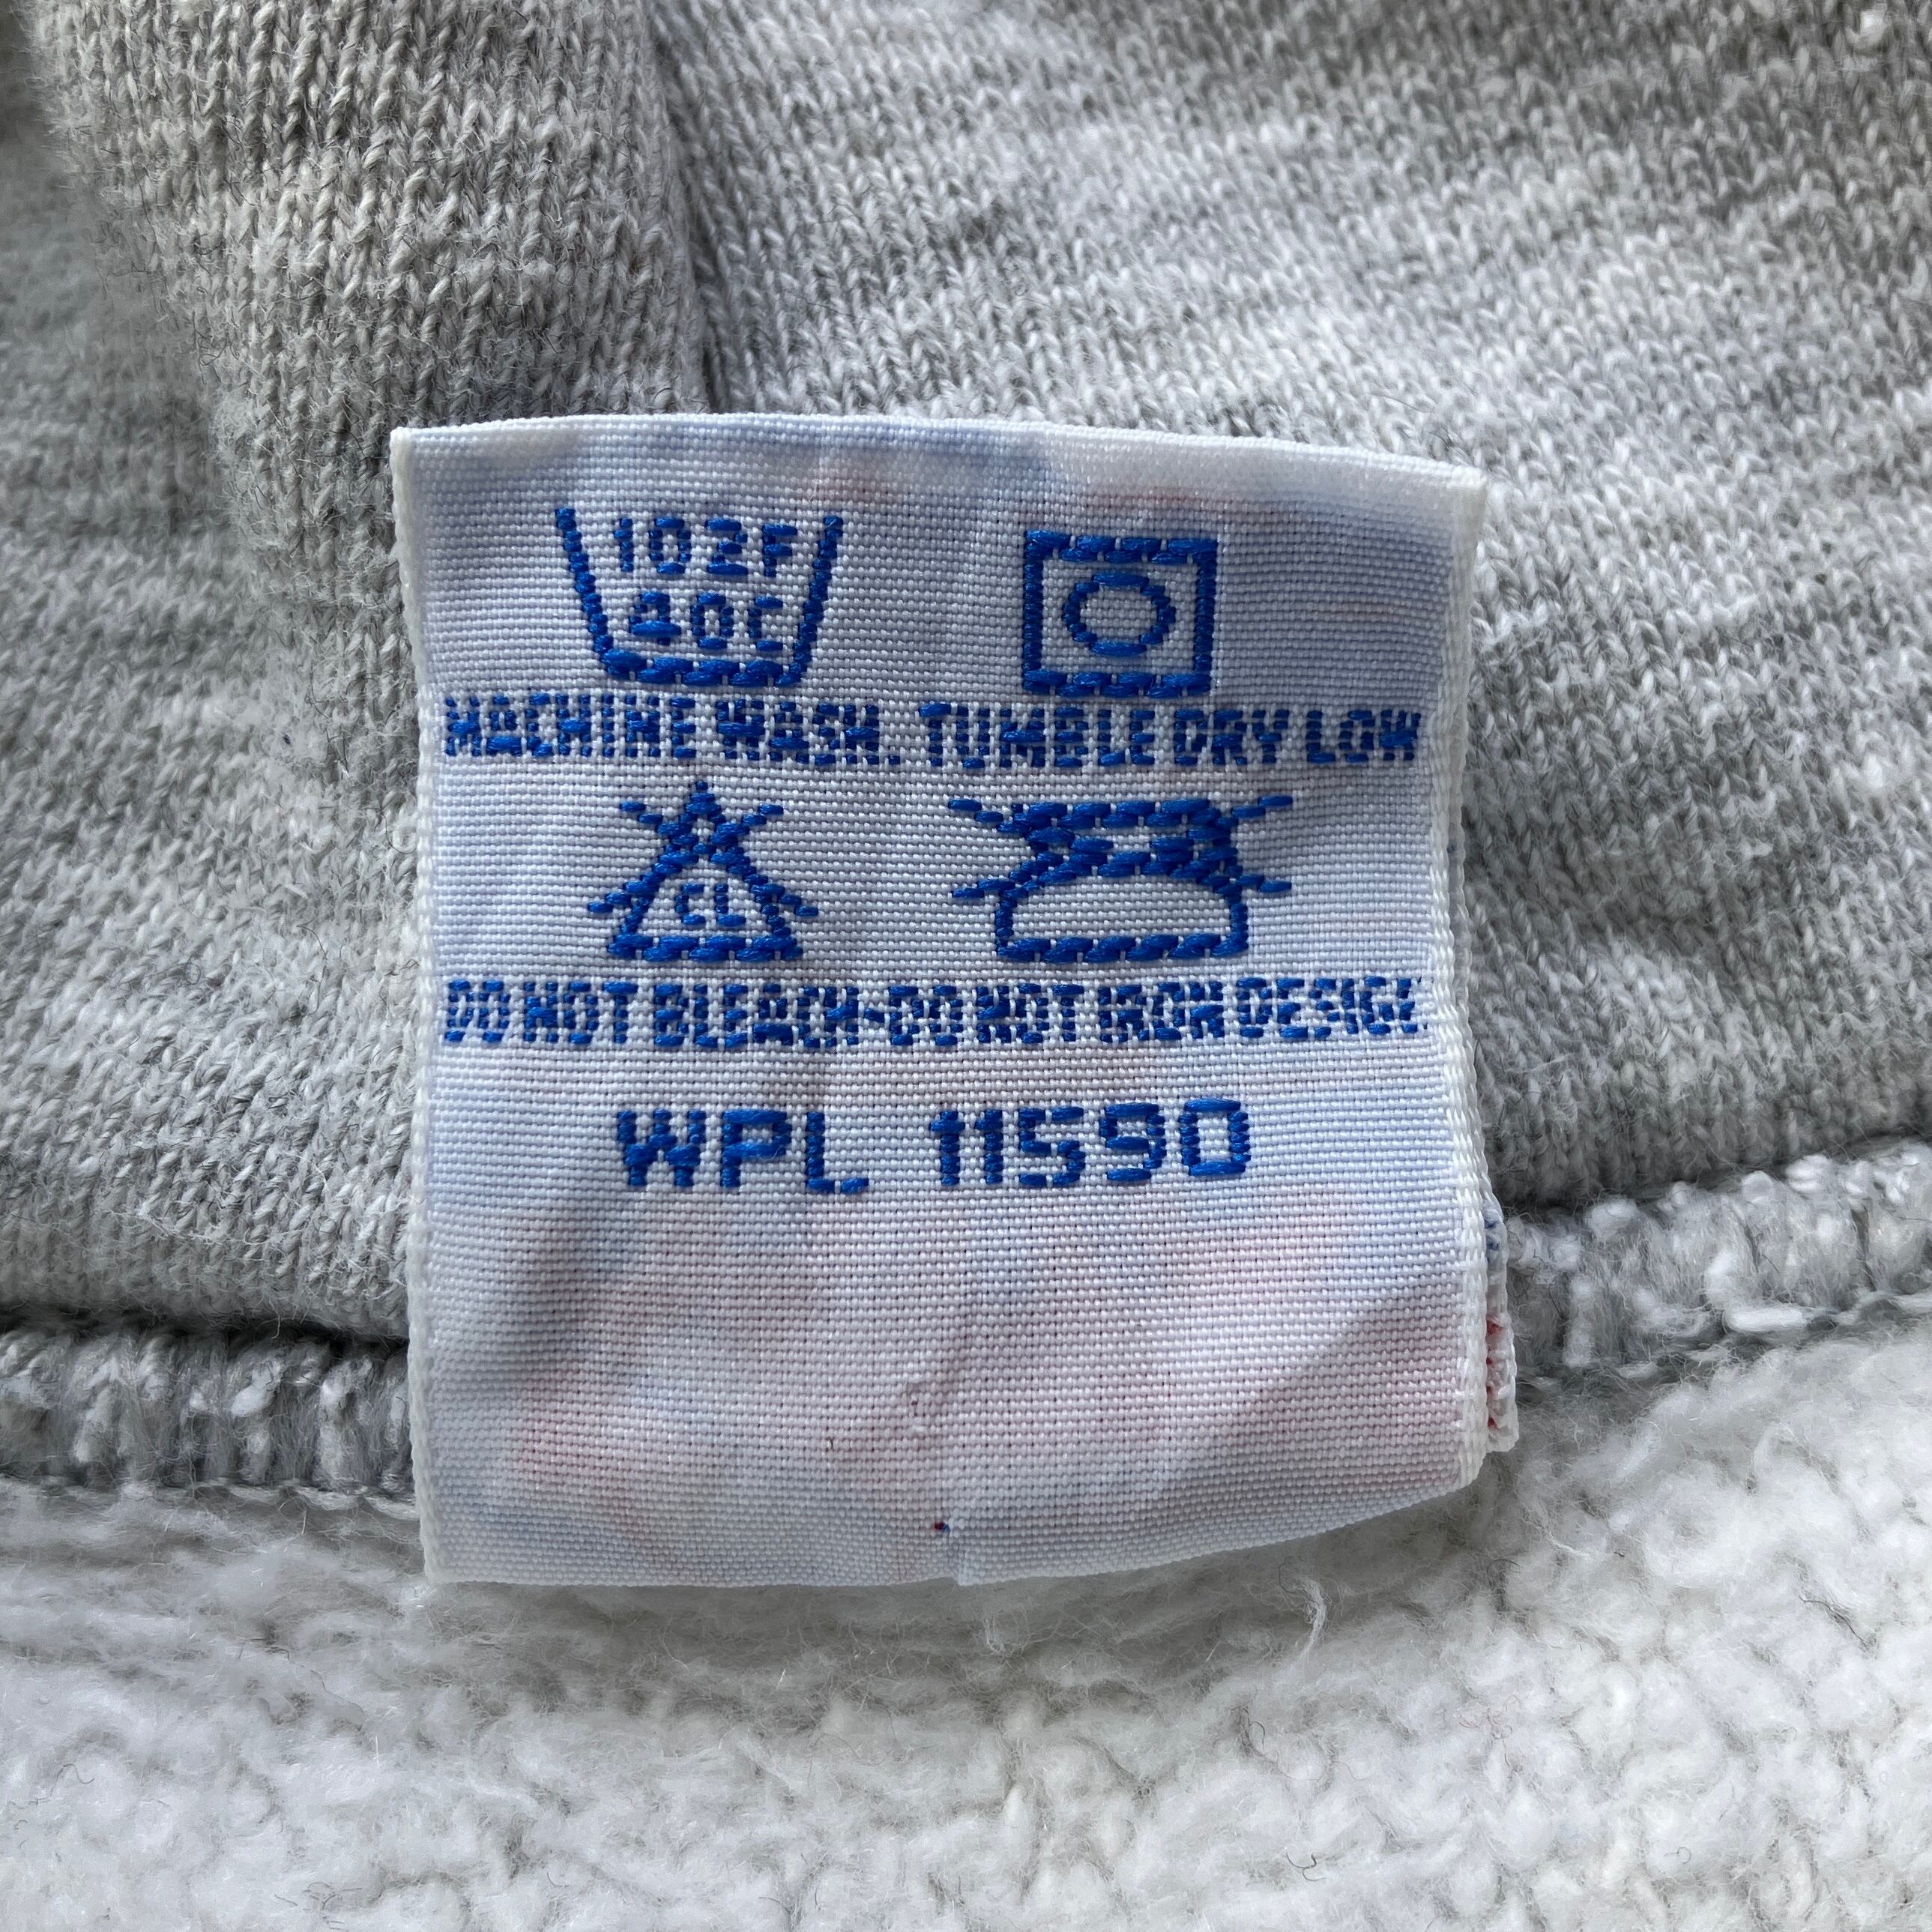 102F
40C
MACHINE WASH. TUMBLE DRY LOW
CL
DO NOT BLEACH-DO NOT IRON DESIGN
WPL 11590